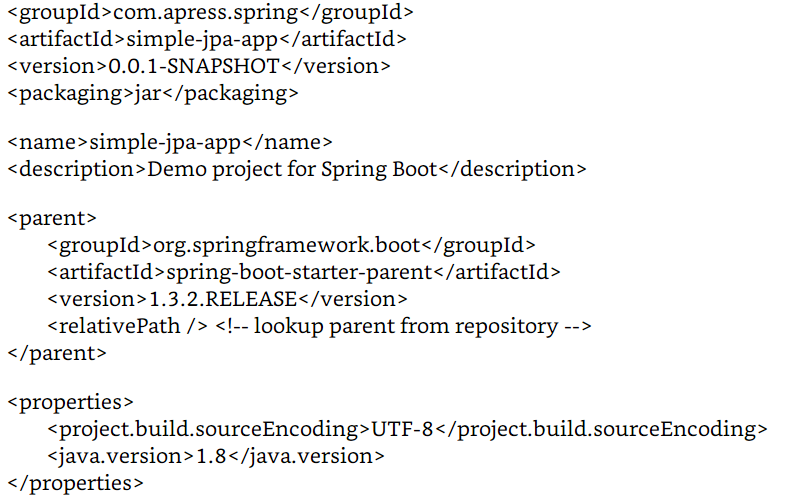 <groupId>com.apress.spring</groupId>
<artifactId>simple-jpa-app</artifactId>
<version>0.0.1-SNAPSHOT</version>
<packaging>jar</packaging>
<name>simple-jpa-app</name>
<description>Demo project for Spring Boot</description>
<parent>
<groupId>org.springframework.boot</groupId>
<artifactId>spring-boot-starter-parent</artifactId>
<version>1.3.2.RELEASE</version>
<relativePath /> <!-- lookup parent from repository -->
</parent>
<properties>
<project.build.sourceEncoding>UTF-8</project.build.sourceEncoding>
<java.version>1.8</java.version>
</properties>